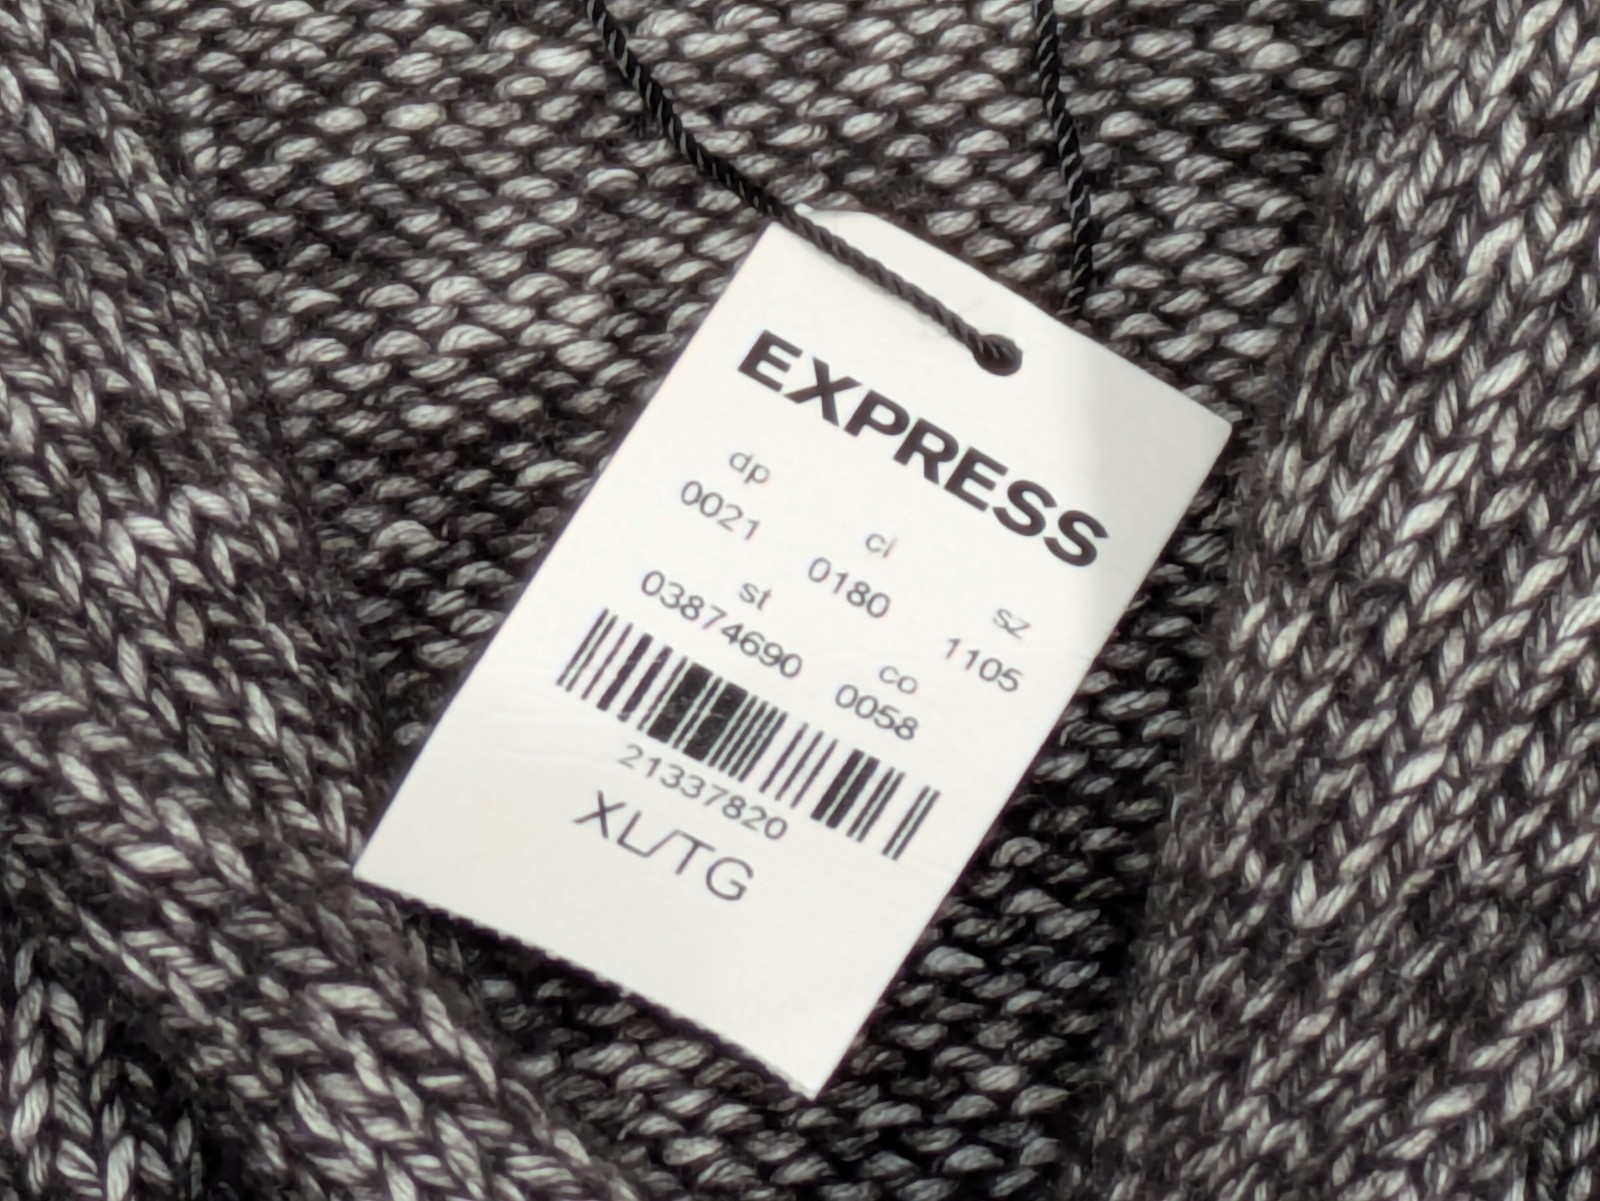 EXPRESS
dp cl sz
0021 0180 1105
st co
03874690 0058
21337820
XL/TG